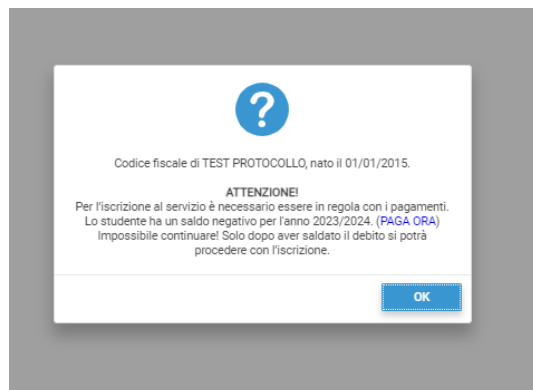 ?
Codice fiscale di TEST PROTOCOLLO, nato il 01/01/2015.
ATTENZIONE!
Per l'iscrizione al servizio è necessario essere in regola con i pagamenti.
Lo studente ha un saldo negativo per l'anno 2023/2024. (PAGA ORA)
Impossibile continuare! Solo dopo aver saldato il debito si potrà
procedere con l'iscrizione.
OK